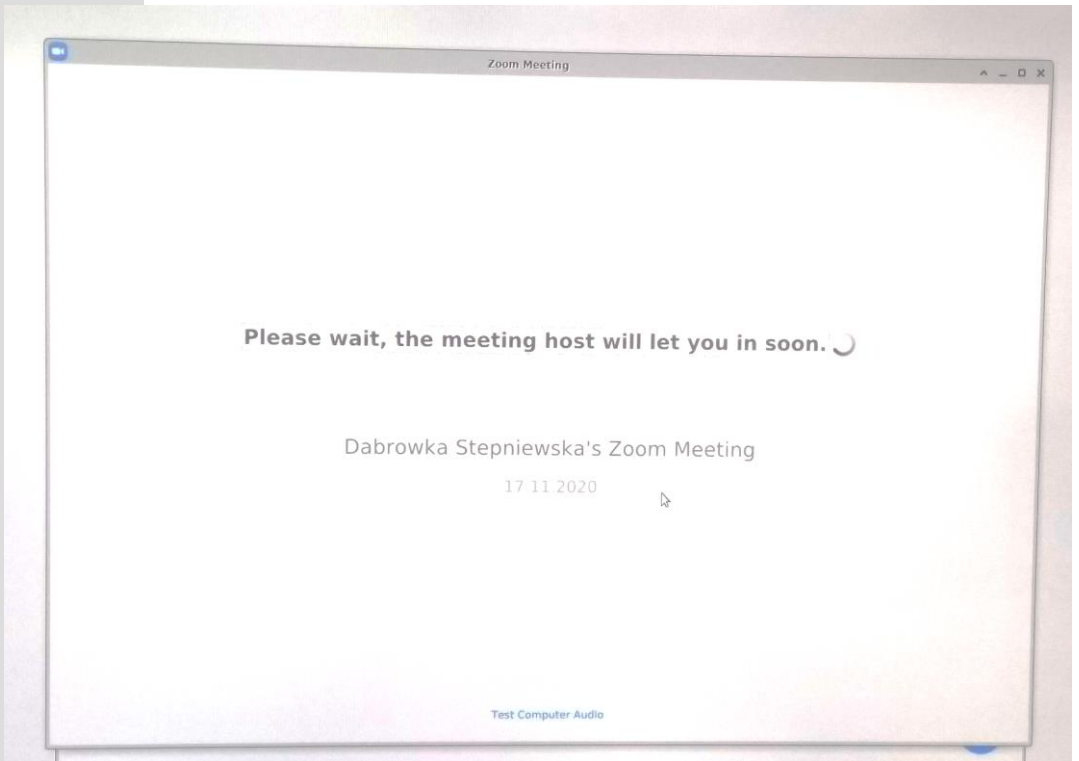 Zoom Meeting
Please wait, the meeting host will let you in soon.
Dabrowka Stepniewska's Zoom Meeting
17 11 2020
Test Computer Audio